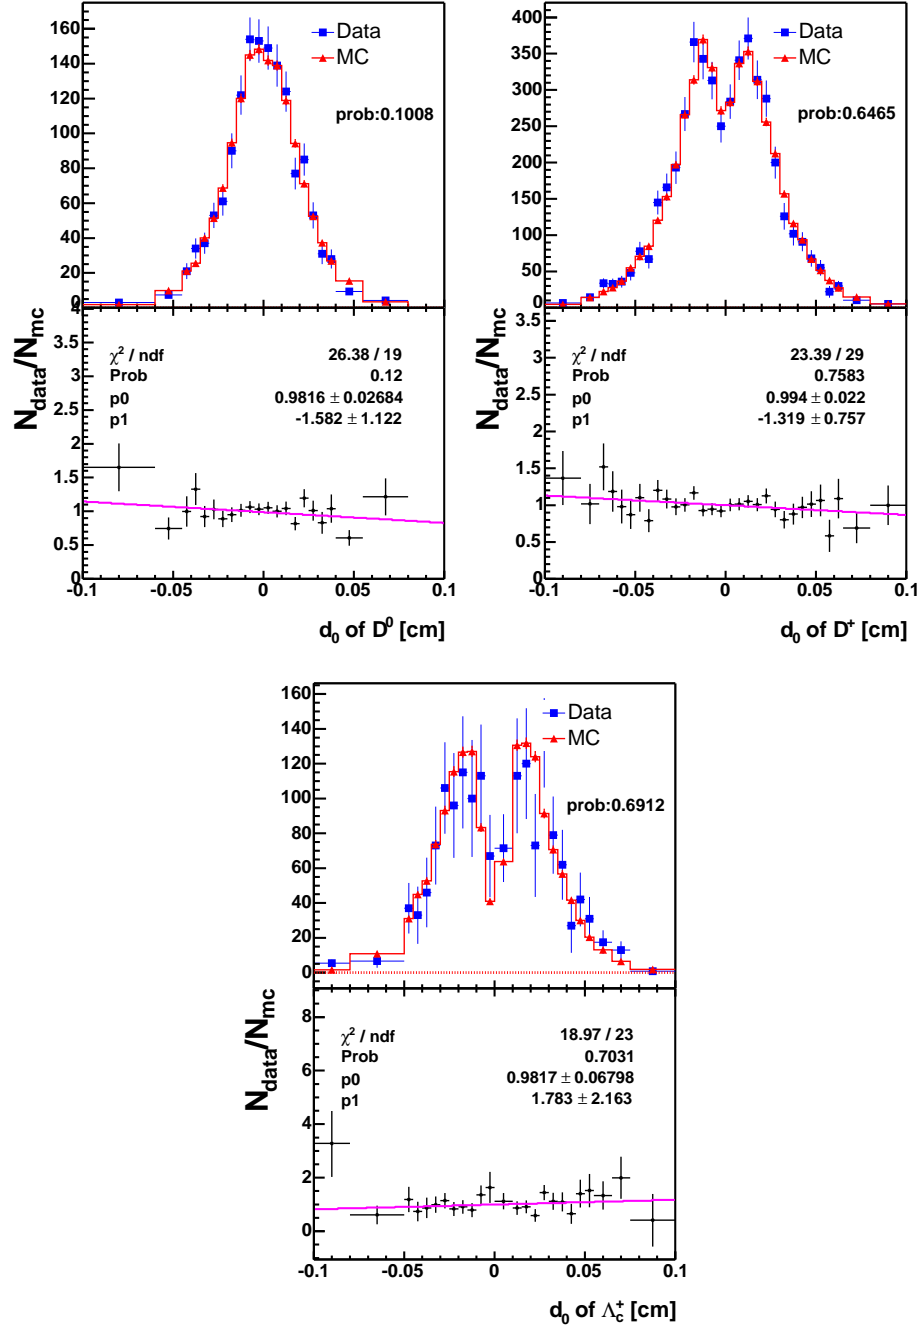 160
140
120
100
80
60
40
20
0
Data
MC
prob:0.1008
4
3.5
3
2.5
2
1.5
1
0.5
0
N_data/N_mc
χ² / ndf 26.38 / 19
Prob 0.12
p0 0.9816 ± 0.02684
p1 -1.582 ± 1.122
-0.1 -0.05 0 0.05 0.1
d₀ of D⁰ [cm]
400
350
300
250
200
150
100
50
0
Data
MC
prob:0.6465
3.5
3
2.5
2
1.5
1
0.5
0
N_data/N_mc
χ² / ndf 23.39 / 29
Prob 0.7583
p0 0.994 ± 0.022
p1 -1.319 ± 0.757
-0.1 -0.05 0 0.05 0.1
d₀ of D⁺ [cm]
160
140
120
100
80
60
40
20
0
Data
MC
prob:0.6912
8
6
4
2
0
N_data/N_mc
χ² / ndf 18.97 / 23
Prob 0.7031
p0 0.9817 ± 0.06798
p1 1.783 ± 2.163
-0.1 -0.05 0 0.05 0.1
d₀ of Λ_c⁺ [cm]